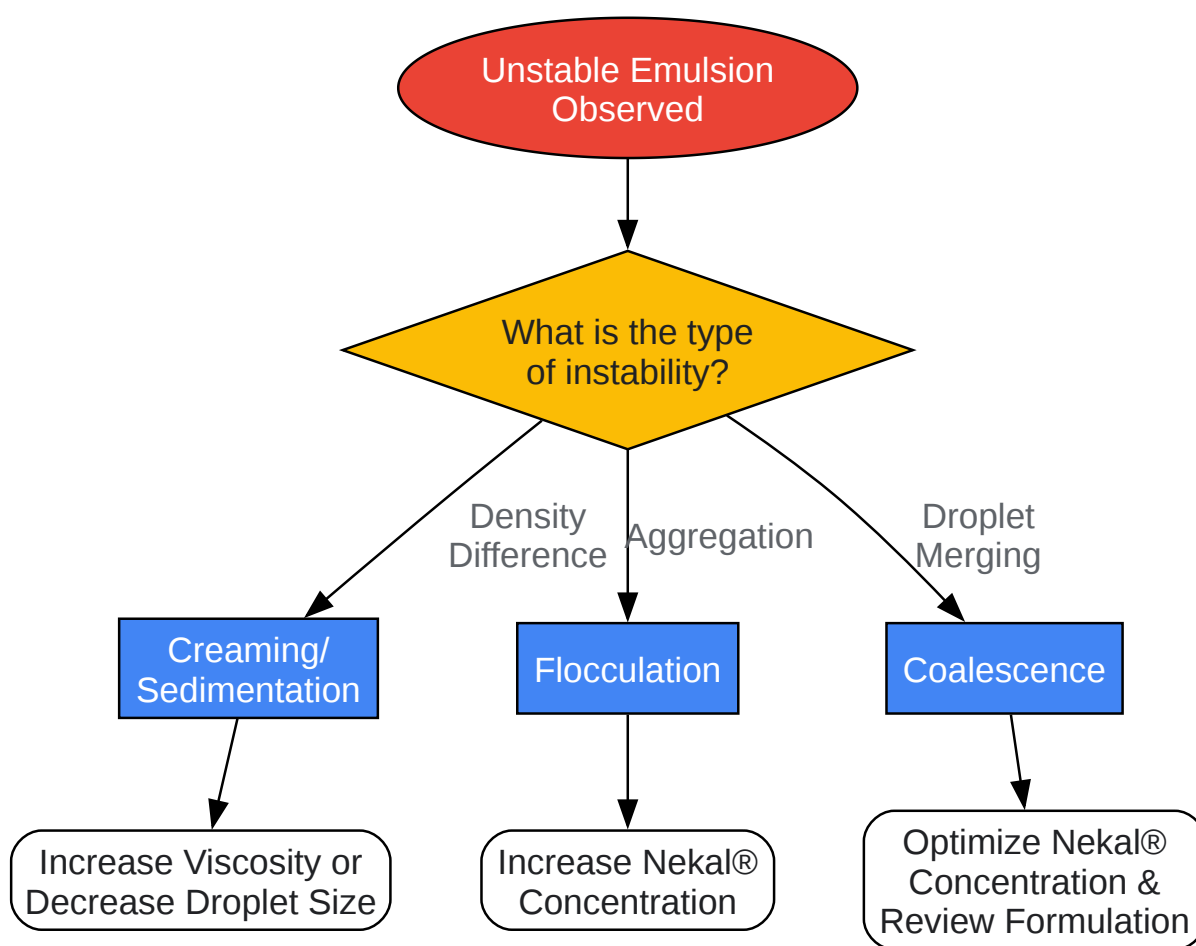 Unstable Emulsion
Observed
What is the type
of instability?
Density
Difference
Aggregation
Droplet
Merging
Creaming/
Sedimentation
Flocculation
Coalescence
Increase Viscosity or
Decrease Droplet Size
Increase Nekal®
Concentration
Optimize Nekal®
Concentration &
Review Formulation